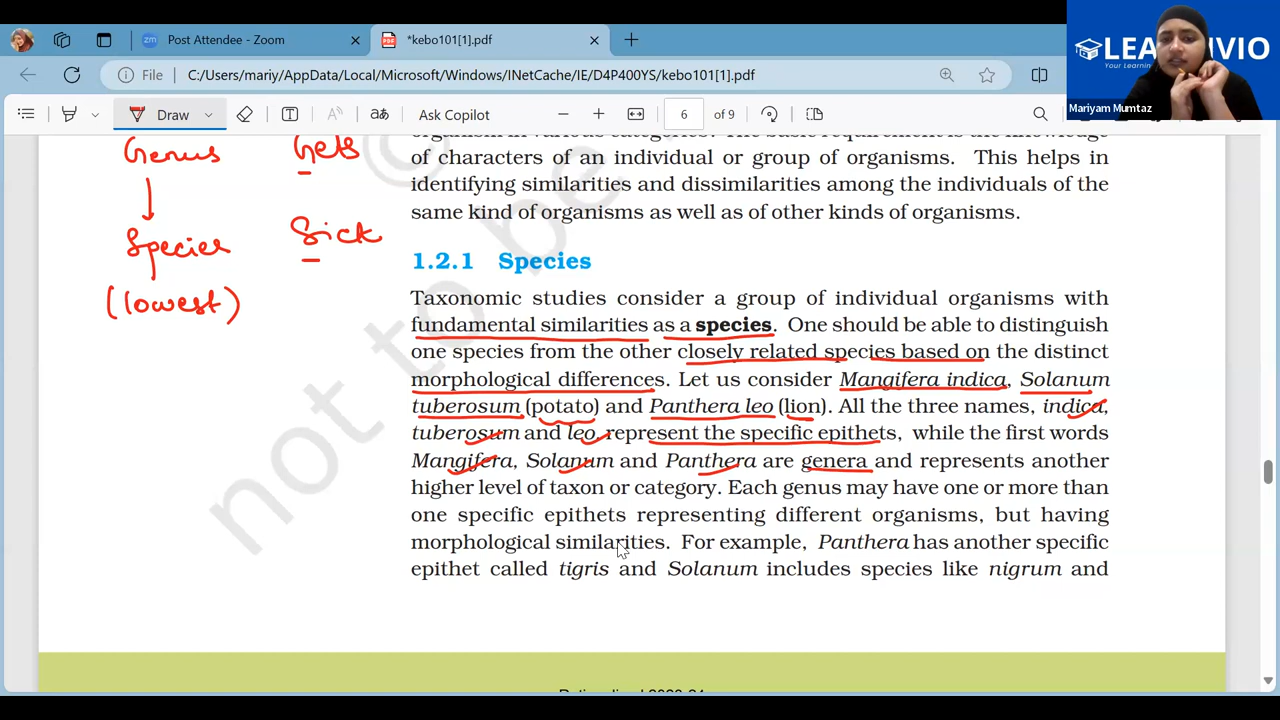 Post Attendee - Zoom
*kebo101[1].pdf
File
C:/Users/mariy/AppData/Local/Microsoft/Windows/INetCache/IE/D4P400YS/kebo101[1].pdf
Draw
Ask Copilot
6 of 9
Your Learnin
Mariyam Mumtaz
Genus Gets
Species Sick
(lowest)
of characters of an individual or group of organisms. This helps in
identifying similarities and dissimilarities among the individuals of the
same kind of organisms as well as of other kinds of organisms.
1.2.1 Species
Taxonomic studies consider a group of individual organisms with
fundamental similarities as a species. One should be able to distinguish
one species from the other closely related species based on the distinct
morphological differences. Let us consider Mangifera indica, Solanum
tuberosum (potato) and Panthera leo (lion). All the three names, indica,
tuberosum and leo, represent the specific epithets, while the first words
Mangifera, Solanum and Panthera are genera and represents another
higher level of taxon or category. Each genus may have one or more than
one specific epithets representing different organisms, but having
morphological similarities. For example, Panthera has another specific
epithet called tigris and Solanum includes species like nigrum and
not to be